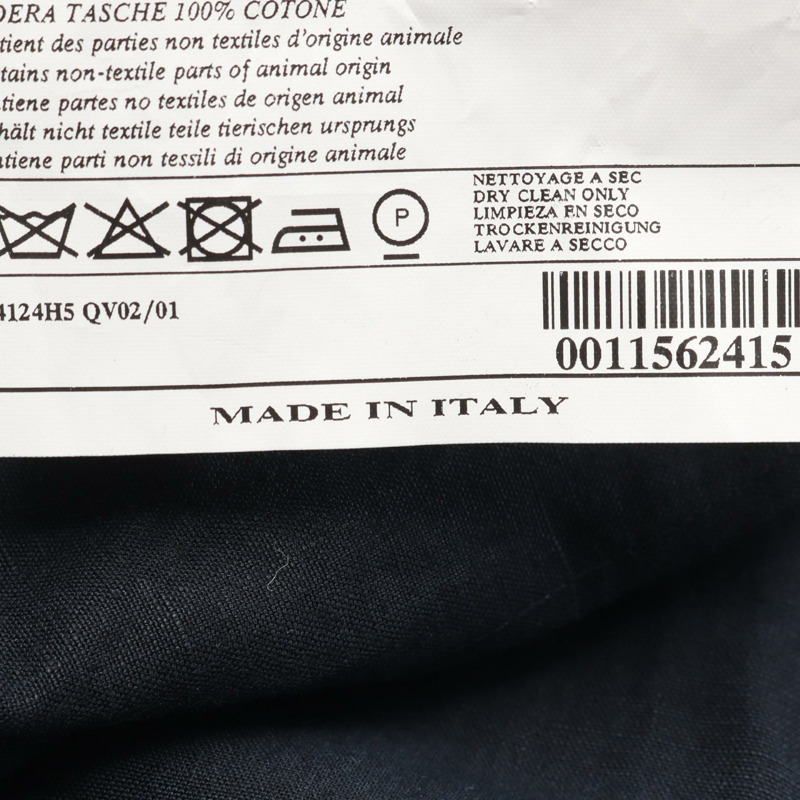 DERA TASCHE 100% COTONE
tient des parties non textiles d'origine animale
tains non-textile parts of animal origin
tiene partes no textiles de origen animal
hält nicht textile teile tierischen ursprungs
ntiene parti non tessili di origine animale
P
NETTOYAGE A SEC
DRY CLEAN ONLY
LIMPIEZA EN SECO
TROCKENREINIGUNG
LAVARE A SECCO
4124H5 QV02/01
0011562415
MADE IN ITALY